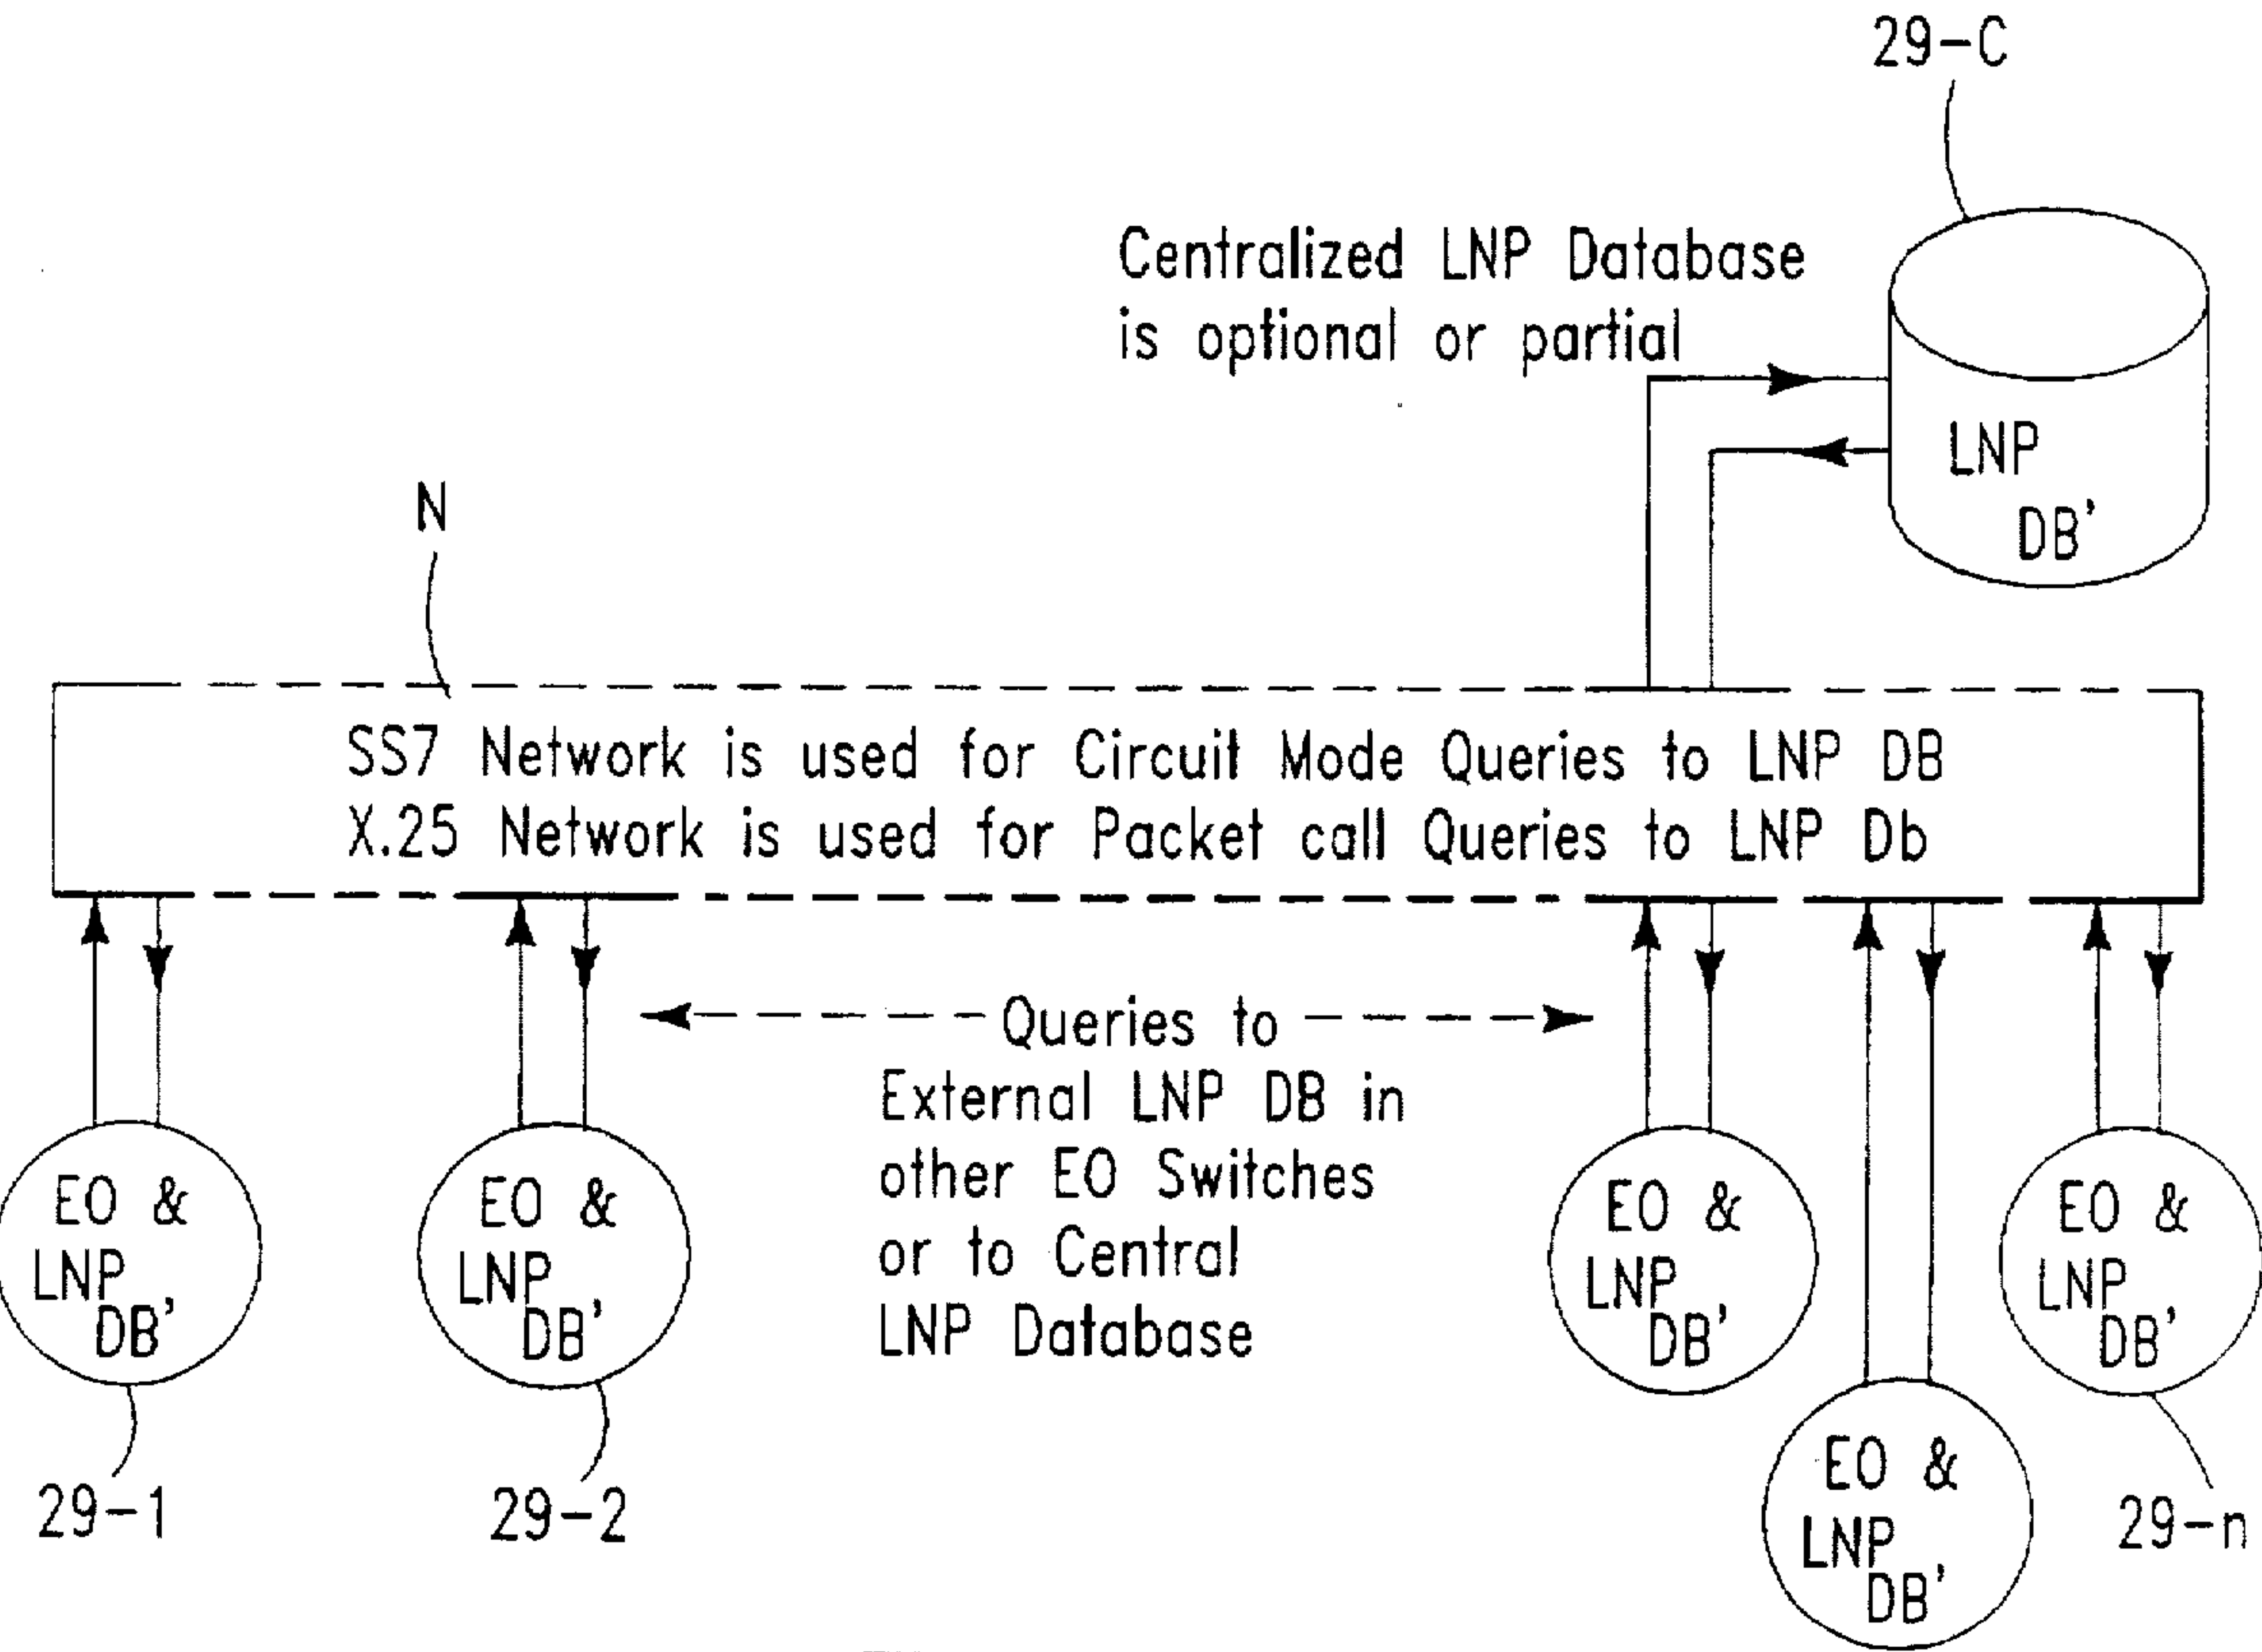 29-C
Centralized LNP Database
is optional or partial
LNP
DB'
N
SS7 Network is used for Circuit Mode Queries to LNP DB
X.25 Network is used for Packet call Queries to LNP Db
Queries to
External LNP DB in
other EO Switches
or to Central
LNP Database
EO &
LNP
DB'
29-1
EO &
LNP
DB'
29-2
EO &
LNP
DB'
EO &
LNP
DB'
EO &
LNP
DB'
29-n